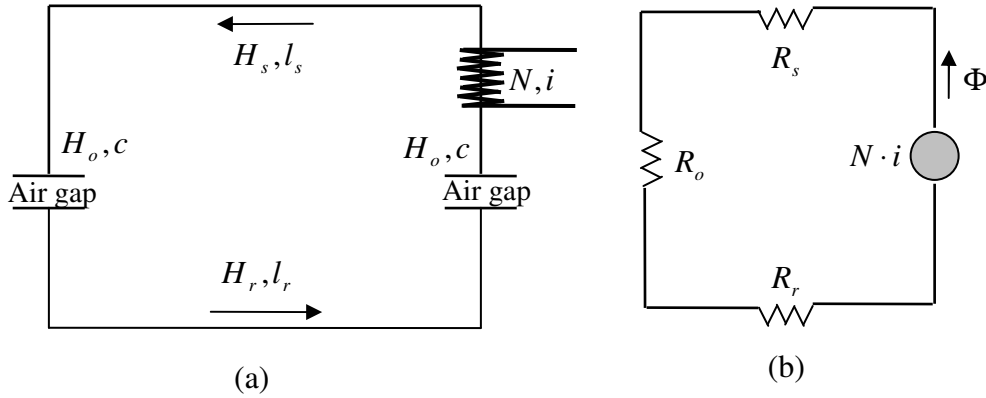 H_s, l_s
N, i
H_o, c
H_o, c
Air gap
Air gap
H_r, l_r
(a)
R_s
Φ
R_o
N · i
R_r
(b)